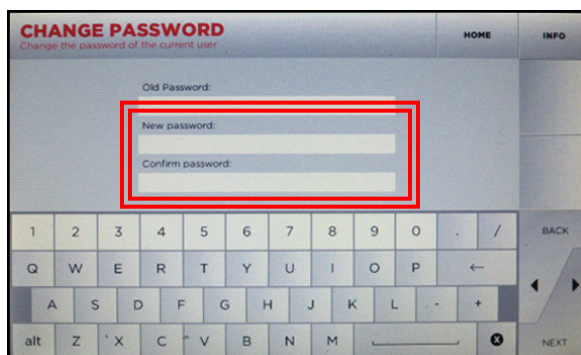 CHANGE PASSWORD
Change the password of the current user
HOME
INFO
Old Password:
New password:
Confirm password:
1 2 3 4 5 6 7 8 9 0 . /
BACK
Q W E R T Y U I O P ←
A S D F G H J K L - +
alt Z X C V B N M
NEXT